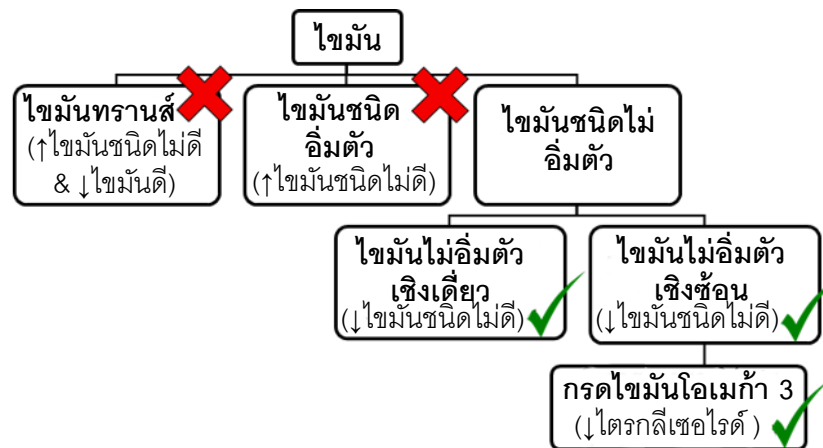 ไขมัน
ไขมันทรานส์
(↑ไขมันชนิดไม่ดี
& ↓ไขมันดี)
ไขมันชนิด
อิ่มตัว
(↑ไขมันชนิดไม่ดี)
ไขมันชนิดไม่
อิ่มตัว
ไขมันไม่อิ่มตัว
เชิงเดี่ยว
(↓ไขมันชนิดไม่ดี)
ไขมันไม่อิ่มตัว
เชิงซ้อน
(↓ไขมันชนิดไม่ดี)
กรดไขมันโอเมก้า 3
(↓ไตรกลีเซอไรด์ )